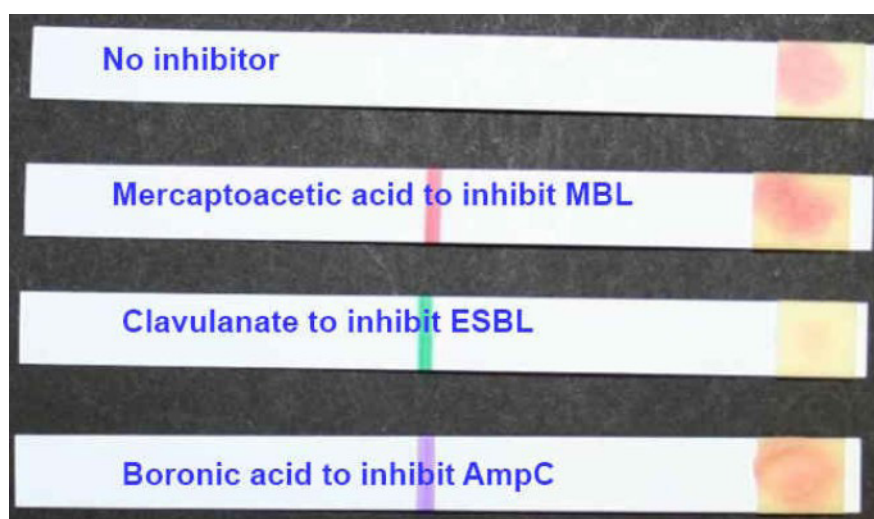 No inhibitor
Mercaptoacetic acid to inhibit MBL
Clavulanate to inhibit ESBL
Boronic acid to inhibit AmpC